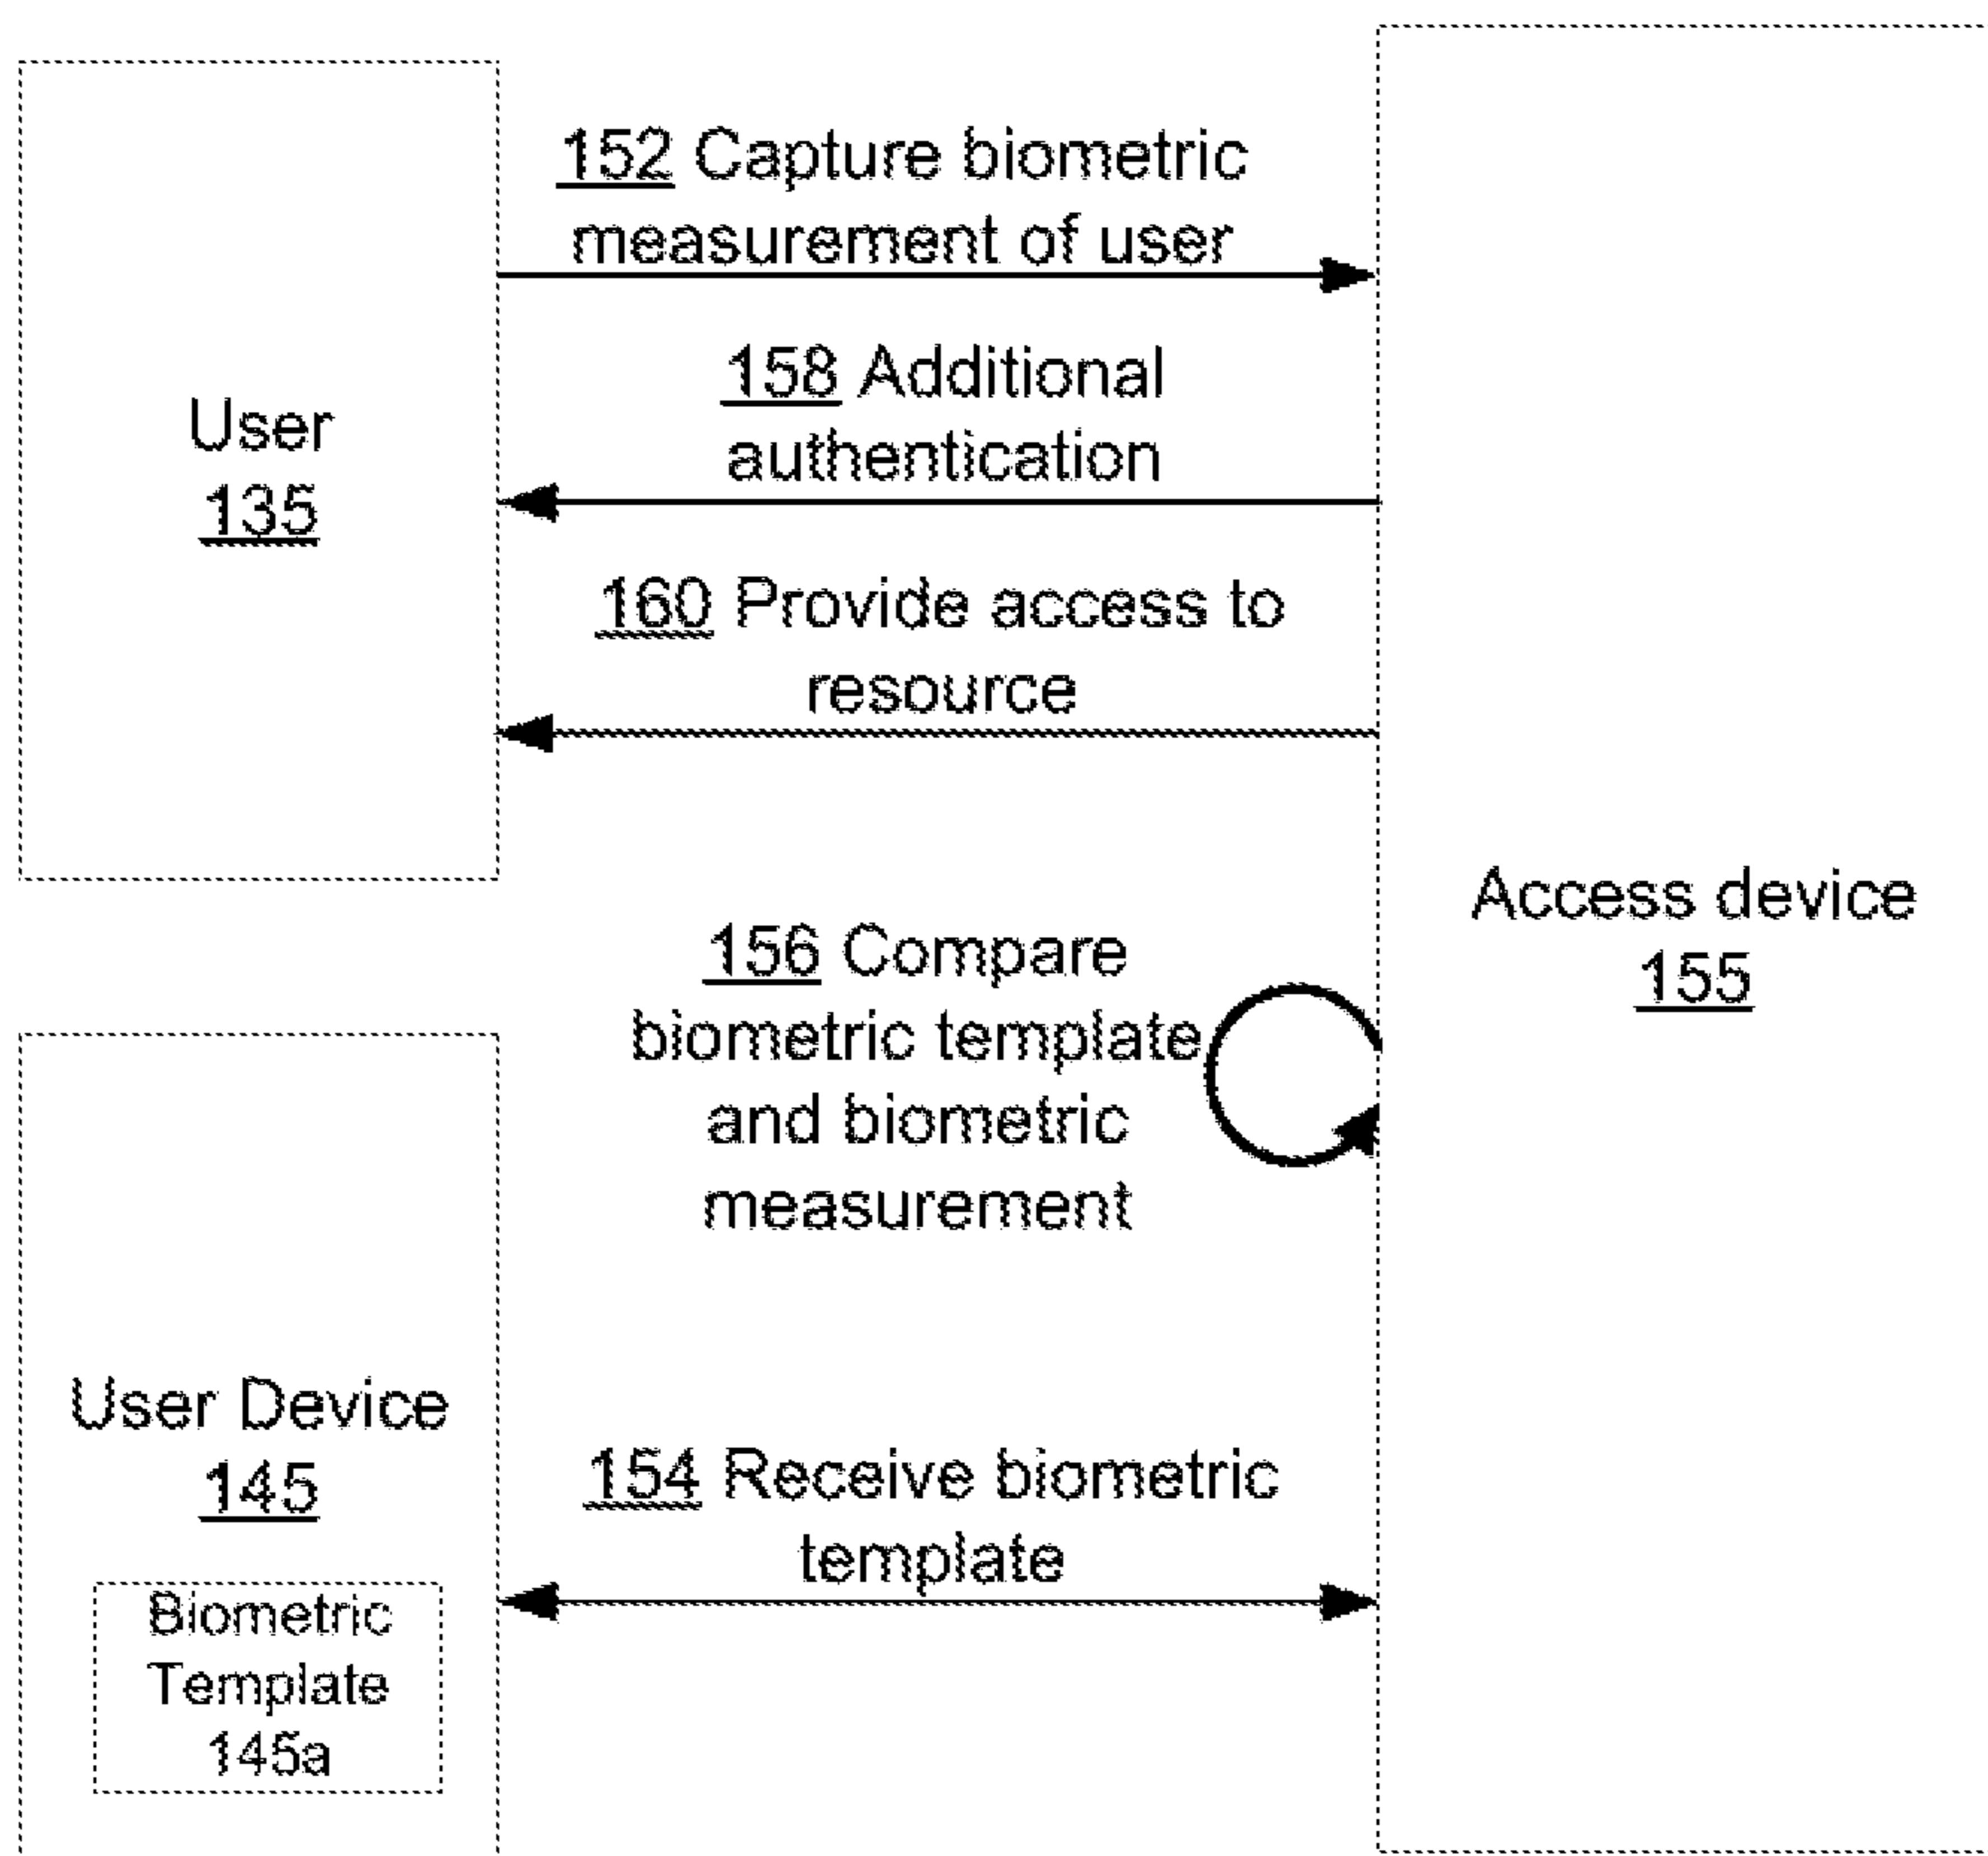 152 Capture biometric
measurement of user
158 Additional
authentication
User
135
160 Provide access to
resource
Access device
155
156 Compare
biometric template
and biometric
measurement
User Device
145
154 Receive biometric
template
Biometric
Template
145a